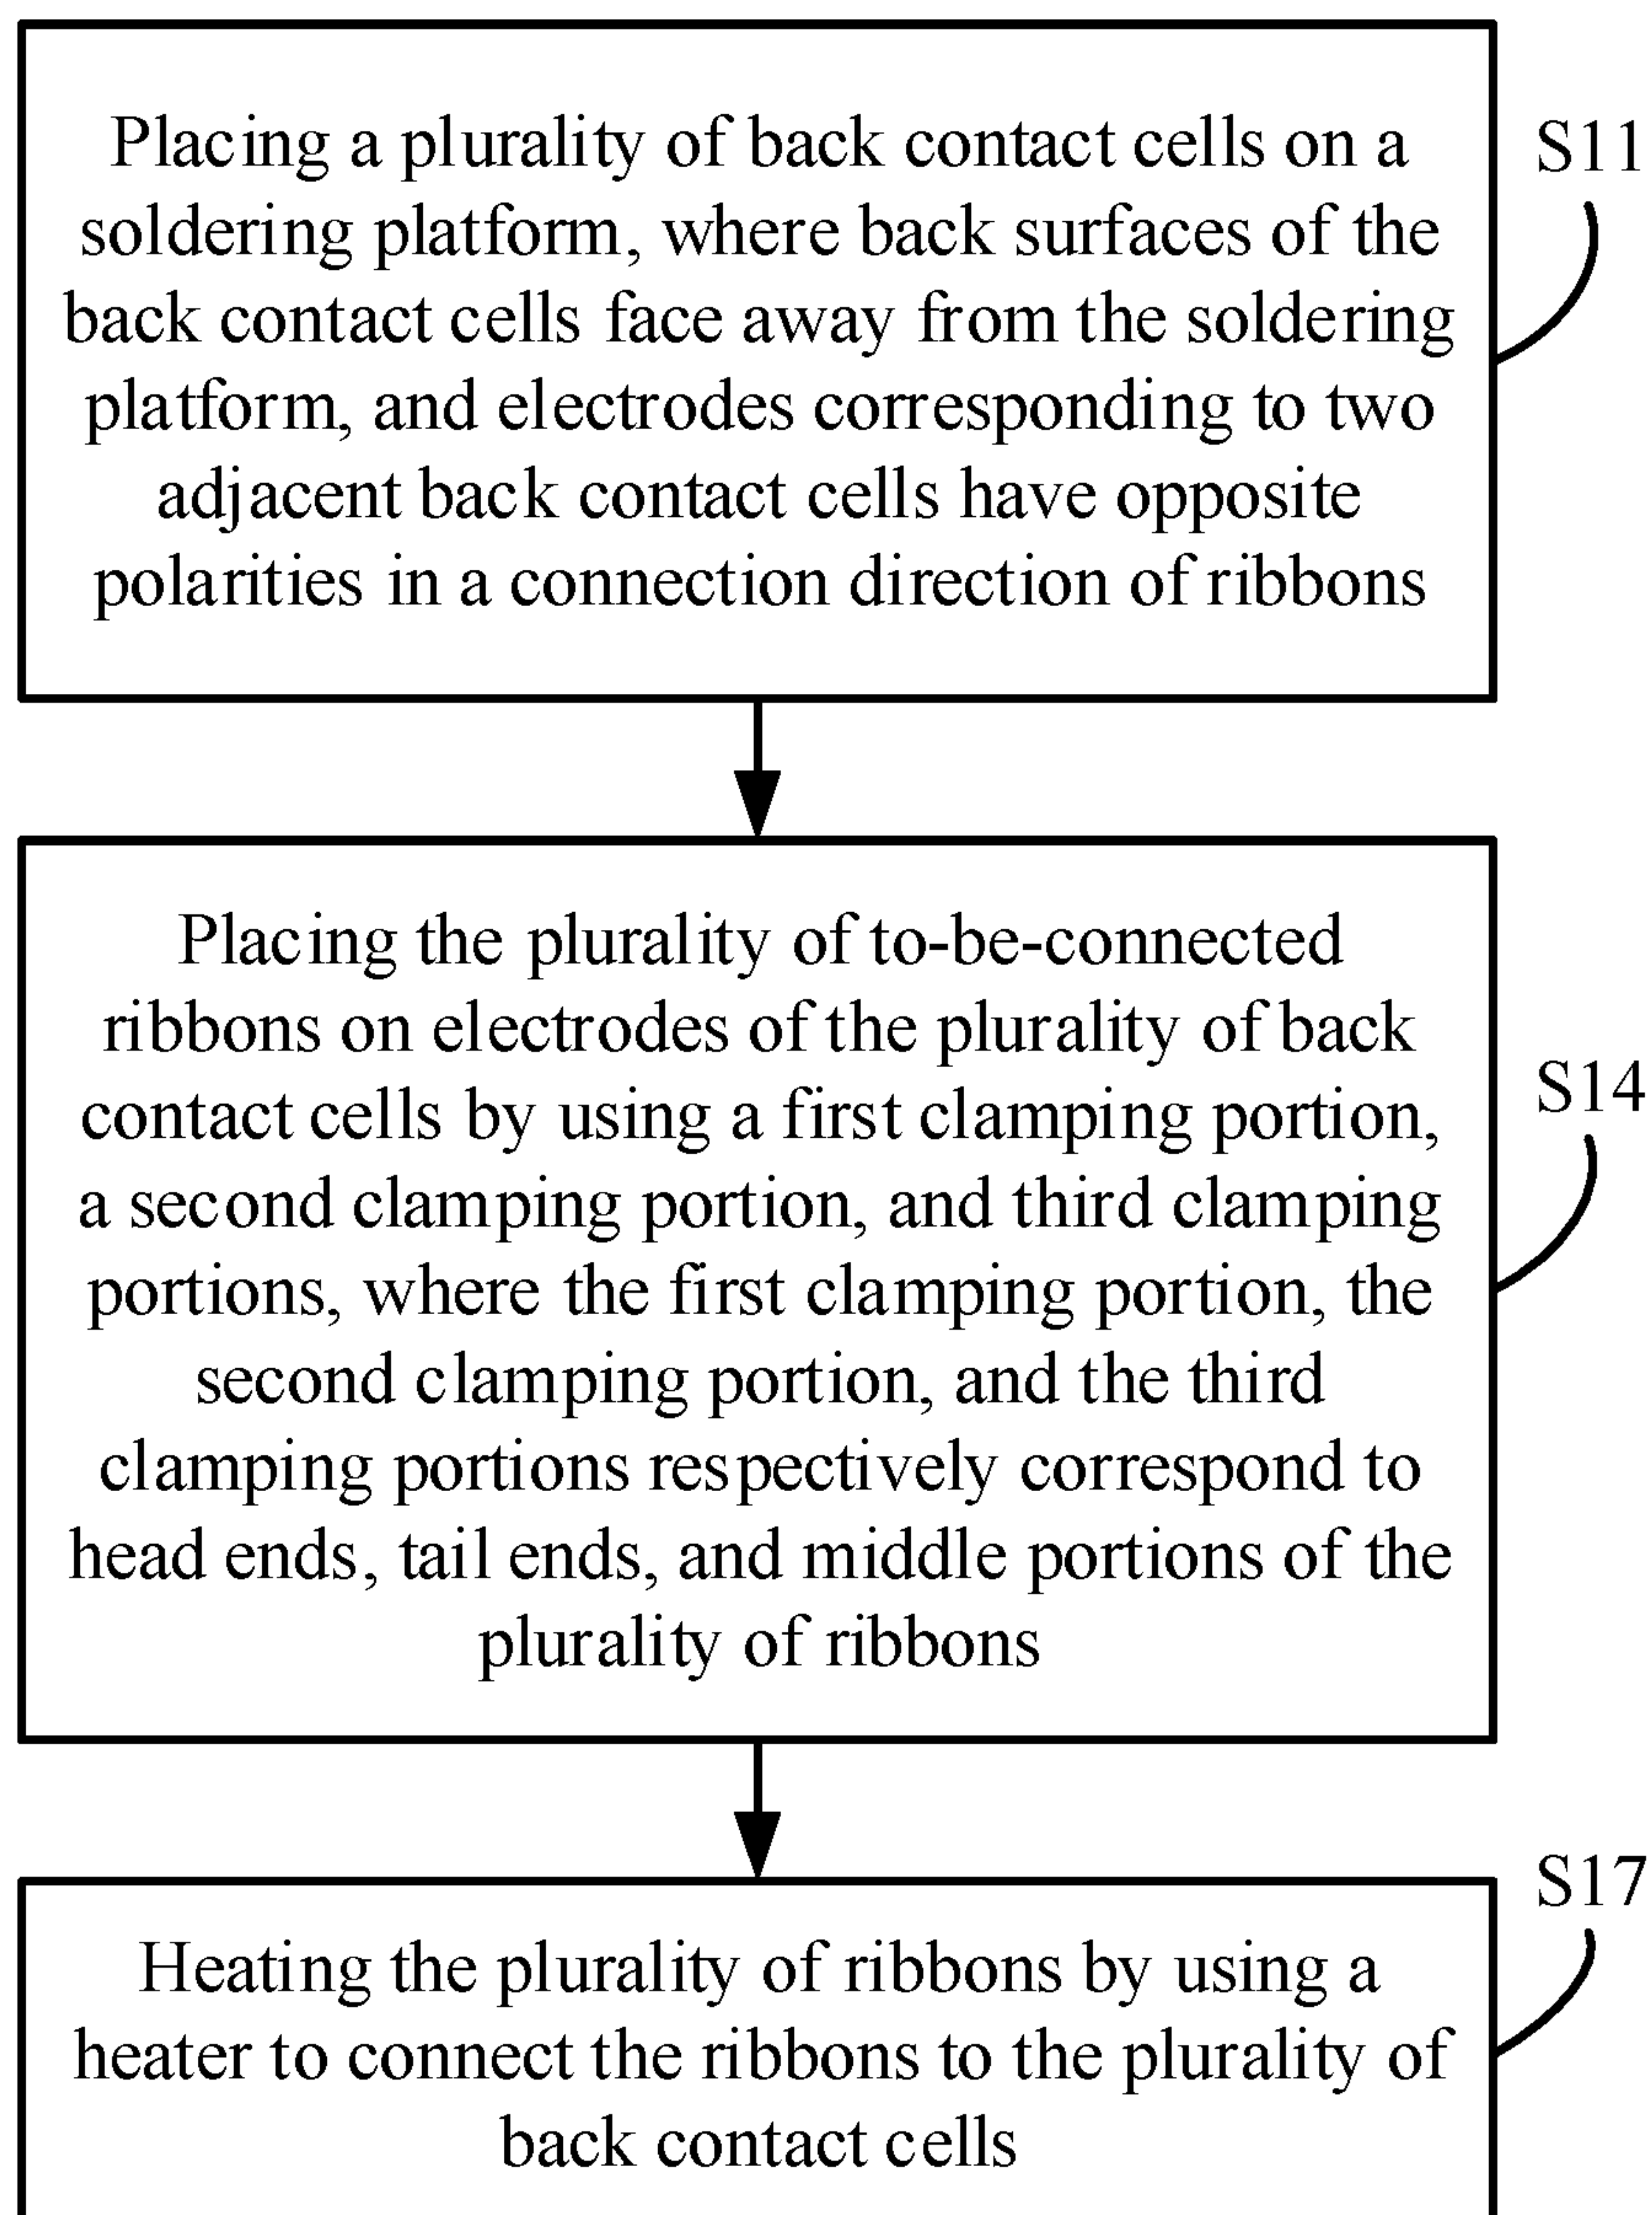 Placing a plurality of back contact cells on a
soldering platform, where back surfaces of the
back contact cells face away from the soldering
platform, and electrodes corresponding to two
adjacent back contact cells have opposite
polarities in a connection direction of ribbons
S11
Placing the plurality of to-be-connected
ribbons on electrodes of the plurality of back
contact cells by using a first clamping portion,
a second clamping portion, and third clamping
portions, where the first clamping portion, the
second clamping portion, and the third
clamping portions respectively correspond to
head ends, tail ends, and middle portions of the
plurality of ribbons
S14
Heating the plurality of ribbons by using a
heater to connect the ribbons to the plurality of
back contact cells
S17